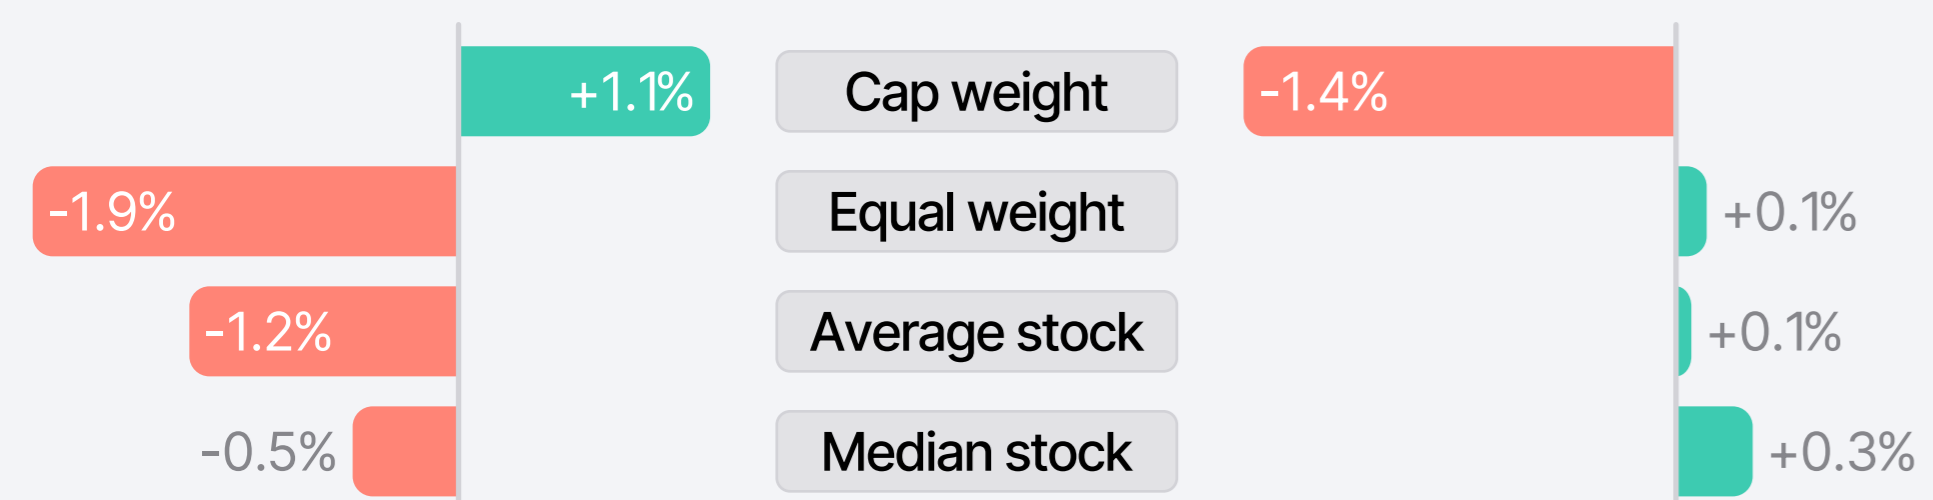 +1.1% Cap weight -1.4%
-1.9% Equal weight +0.1%
-1.2% Average stock +0.1%
-0.5% Median stock +0.3%